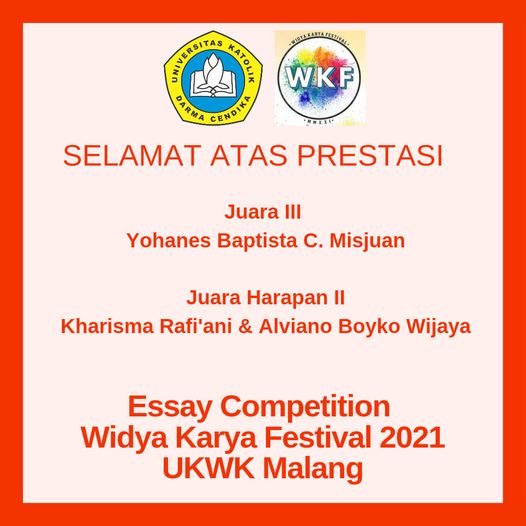 UNIVERSITAS KATOLIK
DARMA CENDIKA
WIDYA KARYA FESTIVAL
WKF
MMXXI
SELAMAT ATAS PRESTASI
Juara III
Yohanes Baptista C. Misjuan
Juara Harapan II
Kharisma Rafi'ani & Alviano Boyko Wijaya
Essay Competition
Widya Karya Festival 2021
UKWK Malang